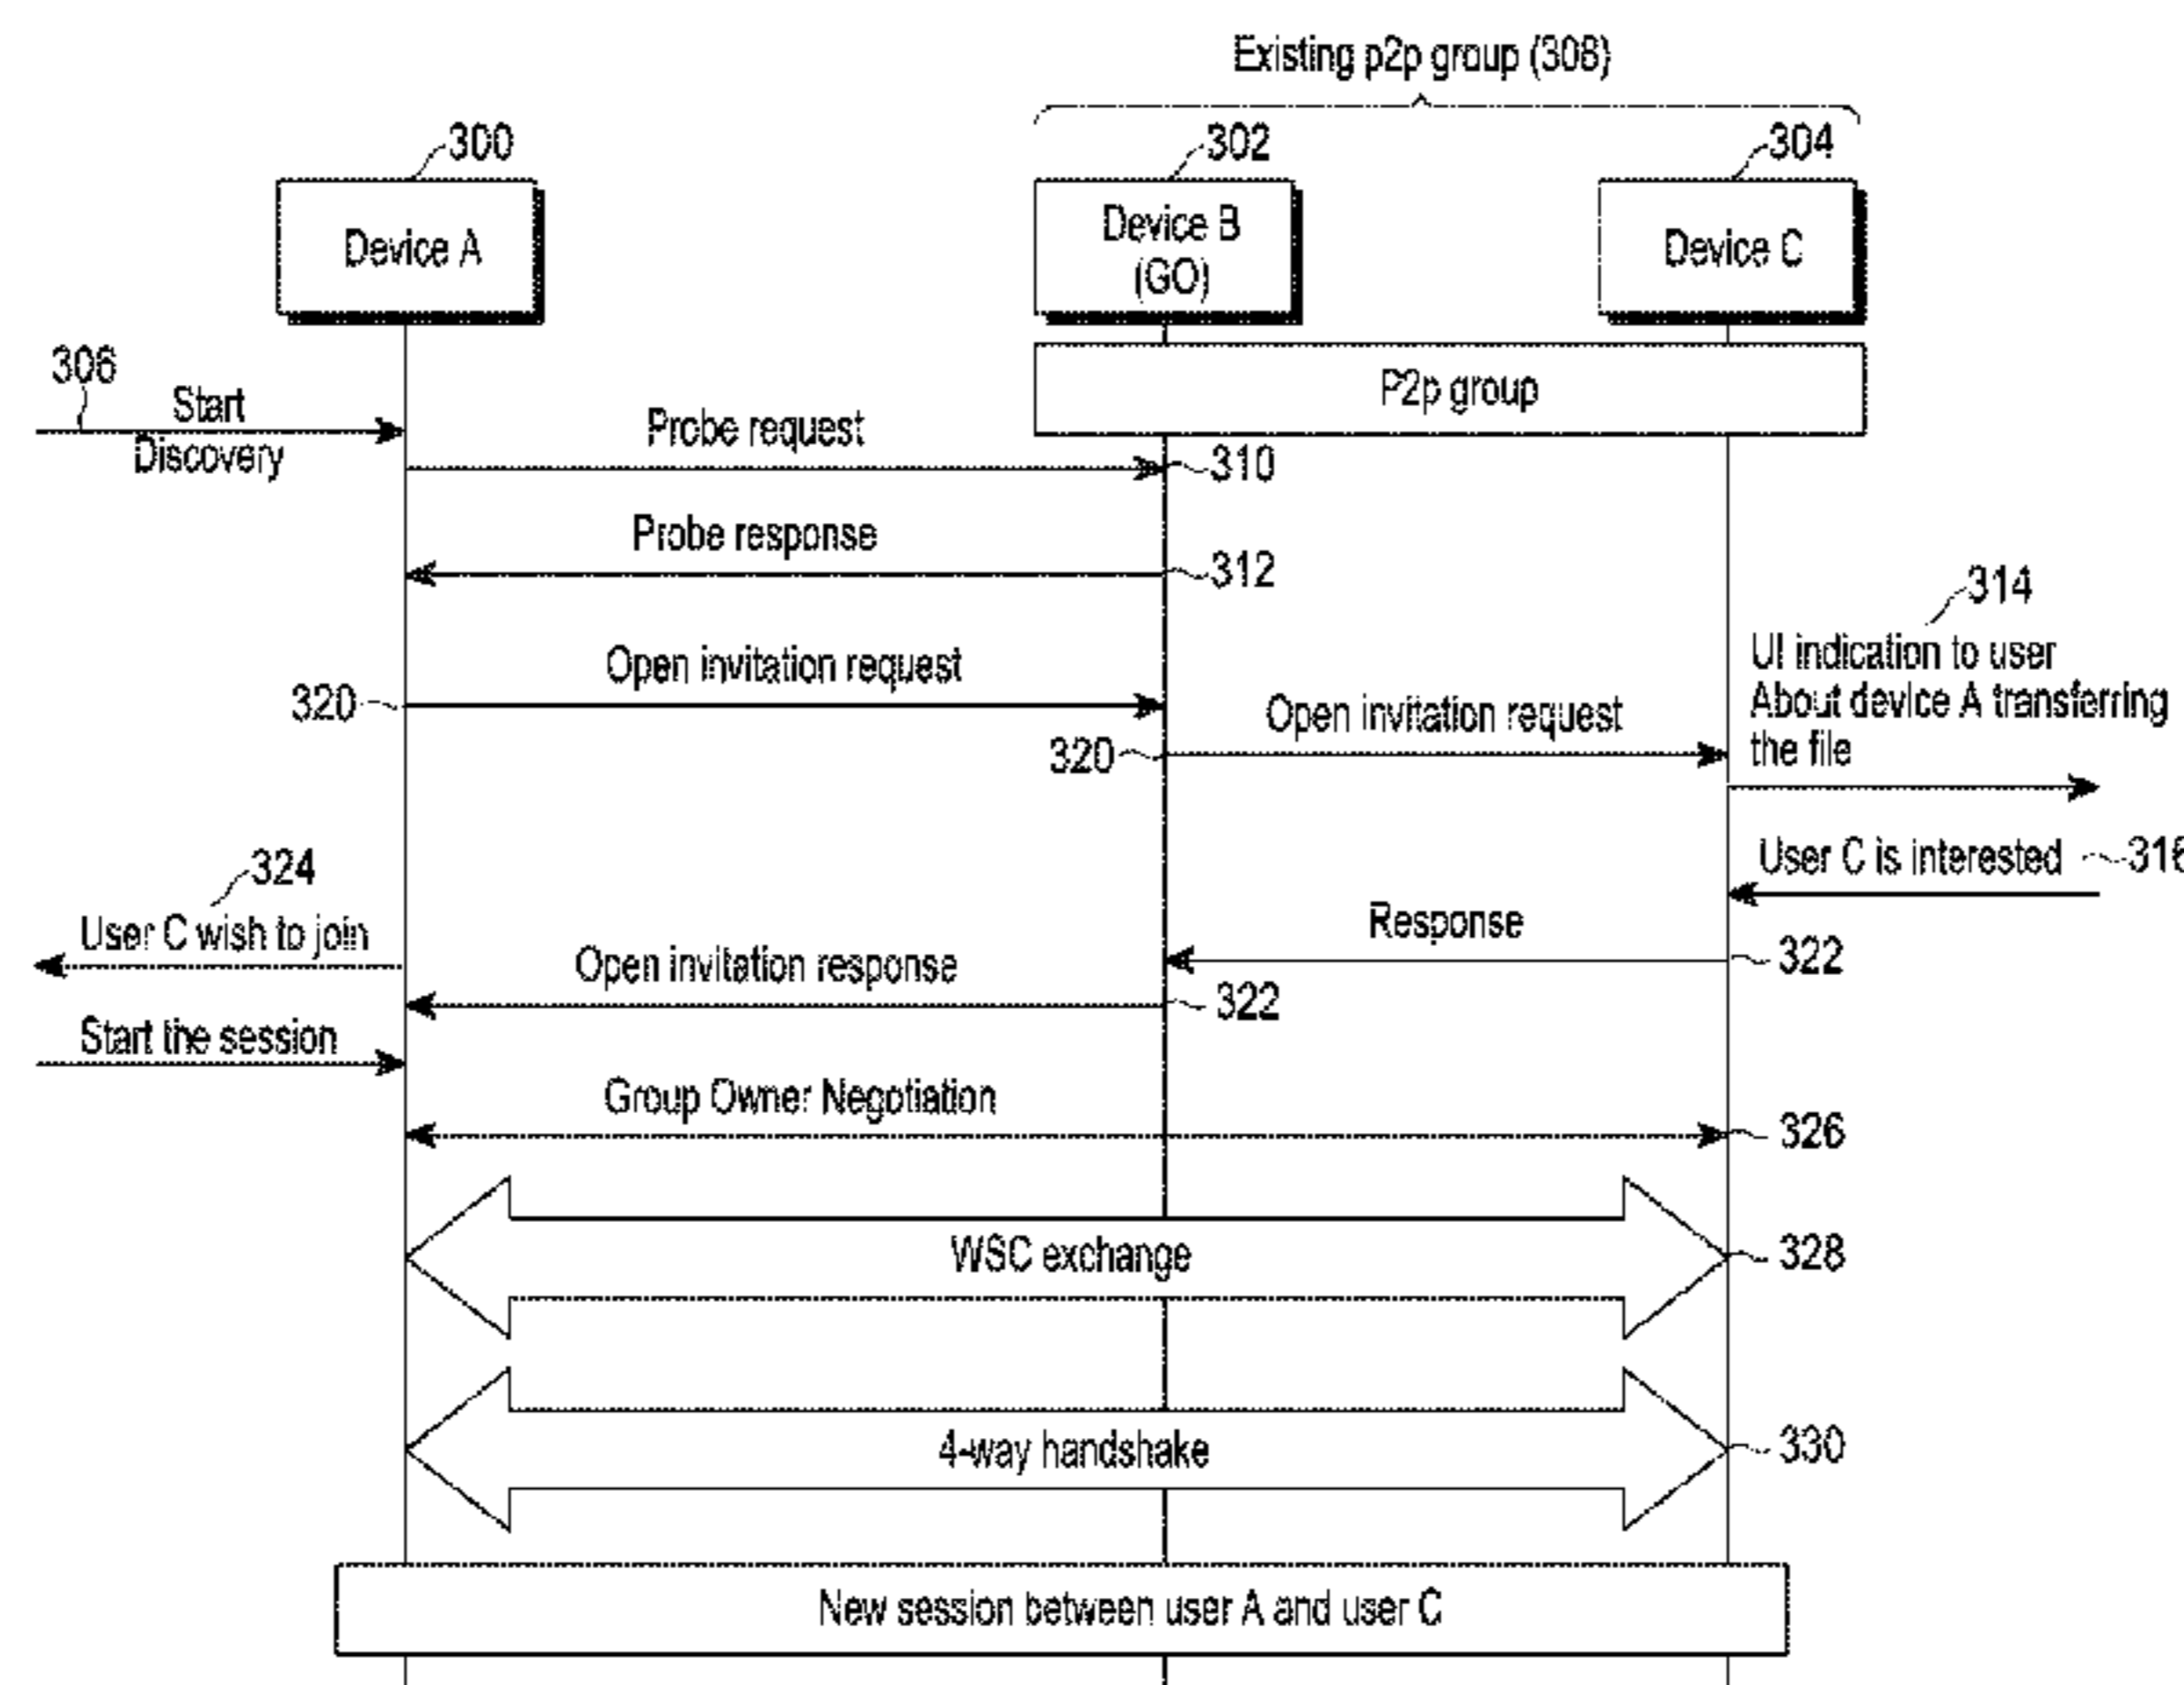 Existing p2p group (308)
300
302
304
Device A
Device B
(GO)
Device C
P2p group
306
Start
Discovery
Probe request
310
Probe response
312
314
UI indication to user
About device A transferring
the file
Open invitation request
320
Open invitation request
320
User C is interested
316
324
User C wish to join
Response
322
Open invitation response
322
Start the session
Group Owner Negotiation
326
WSC exchange
328
4-way handshake
330
New session between user A and user C